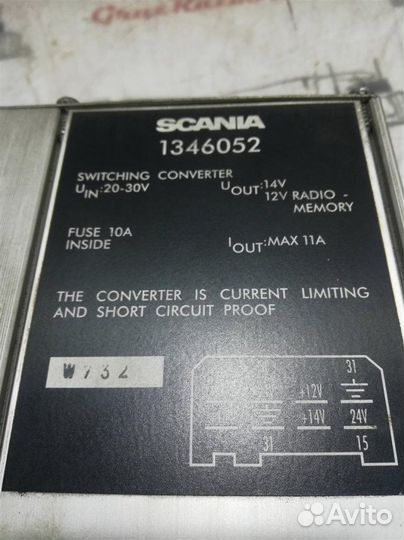 SCANIA
1346052
SWITCHING CONVERTER
UIN:20-30V UOUT:14V
12V RADIO -
MEMORY
FUSE 10A
INSIDE
IOUT:MAX 11A
THE CONVERTER IS CURRENT LIMITING
AND SHORT CIRCUIT PROOF
W732
31
+12V
+14V 24V
31 15
Avito